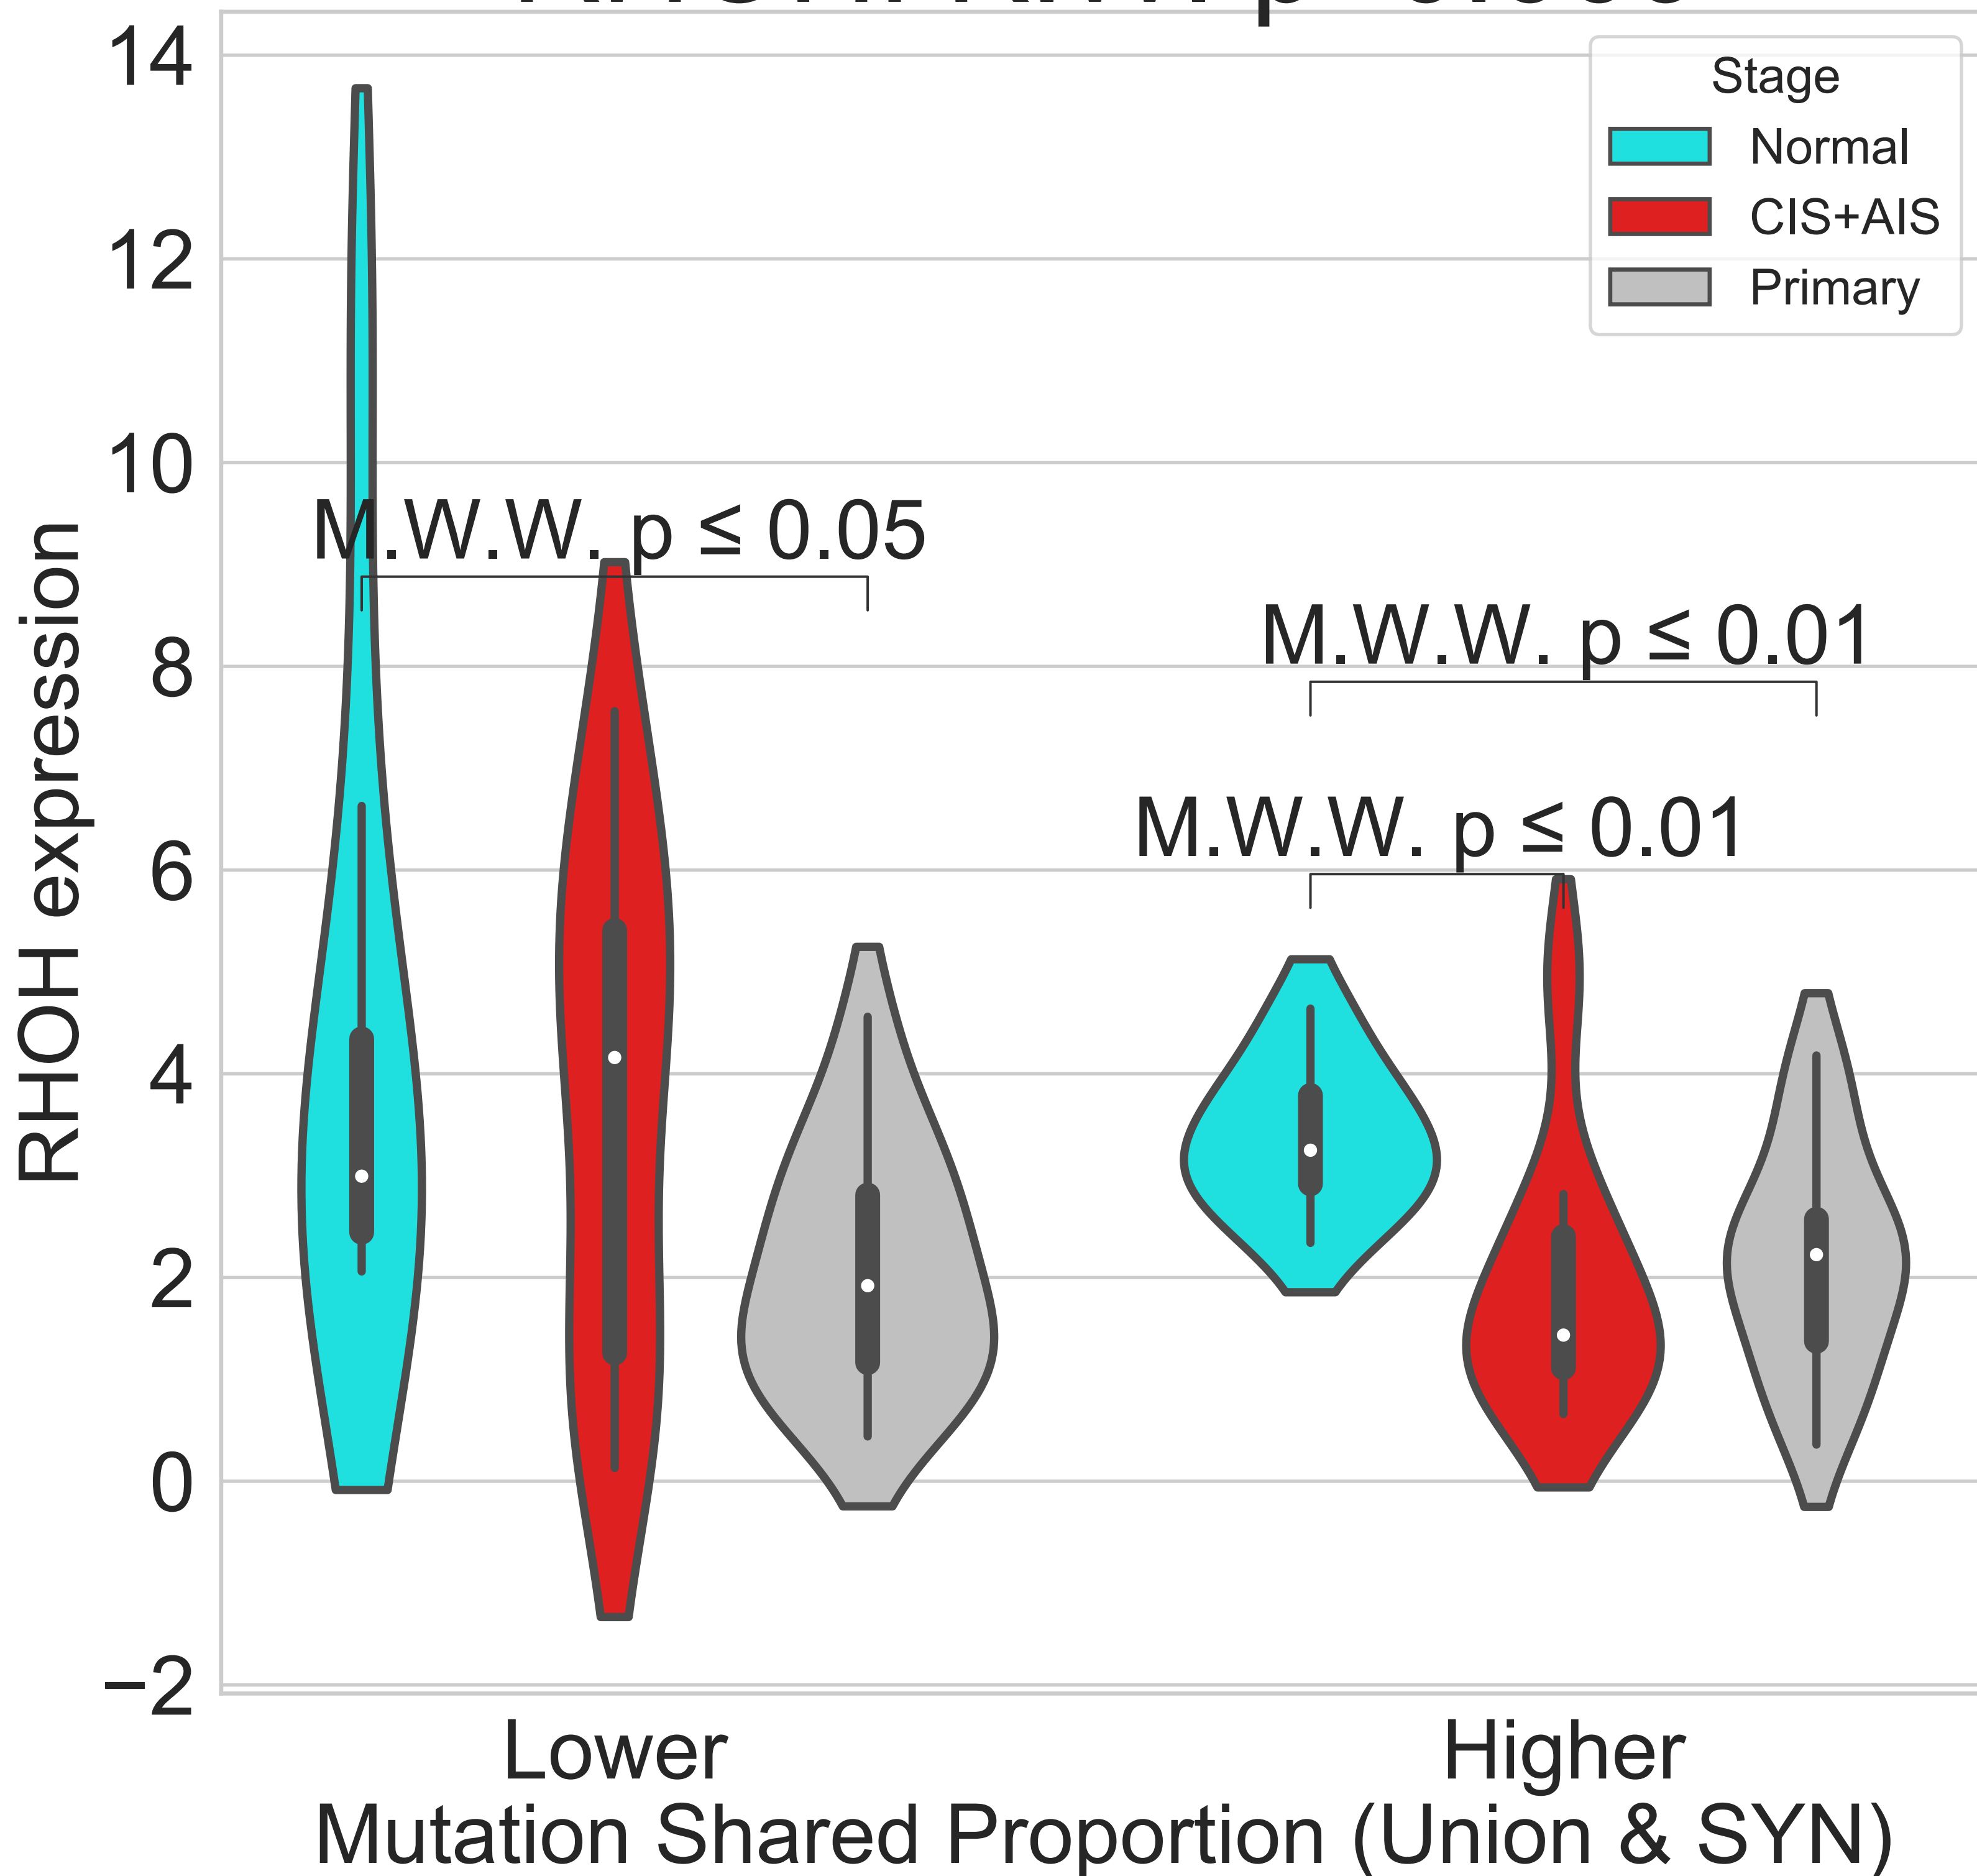 14
12
10
8
6
4
2
0
−2
RHOH expression
Stage
Normal
CIS+AIS
Primary
M.W.W. p ≤ 0.05
M.W.W. p ≤ 0.01
M.W.W. p ≤ 0.01
Lower
Higher
Mutation Shared Proportion (Union & SYN)